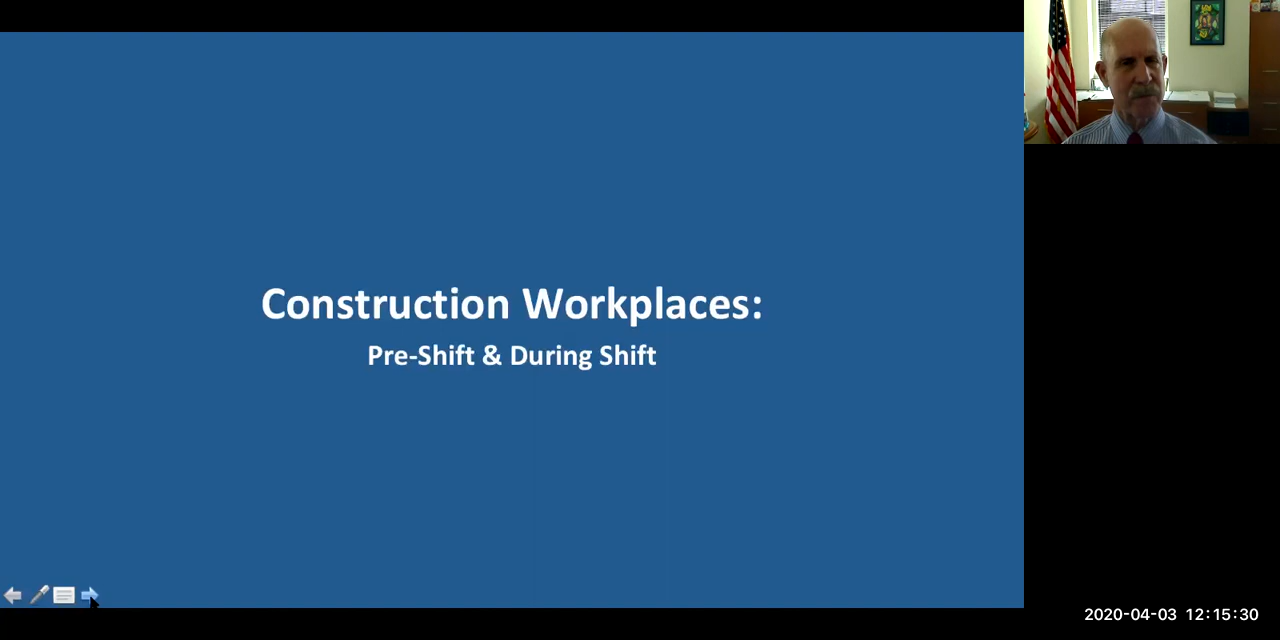 Construction Workplaces:
Pre-Shift & During Shift
2020-04-03 12:15:30